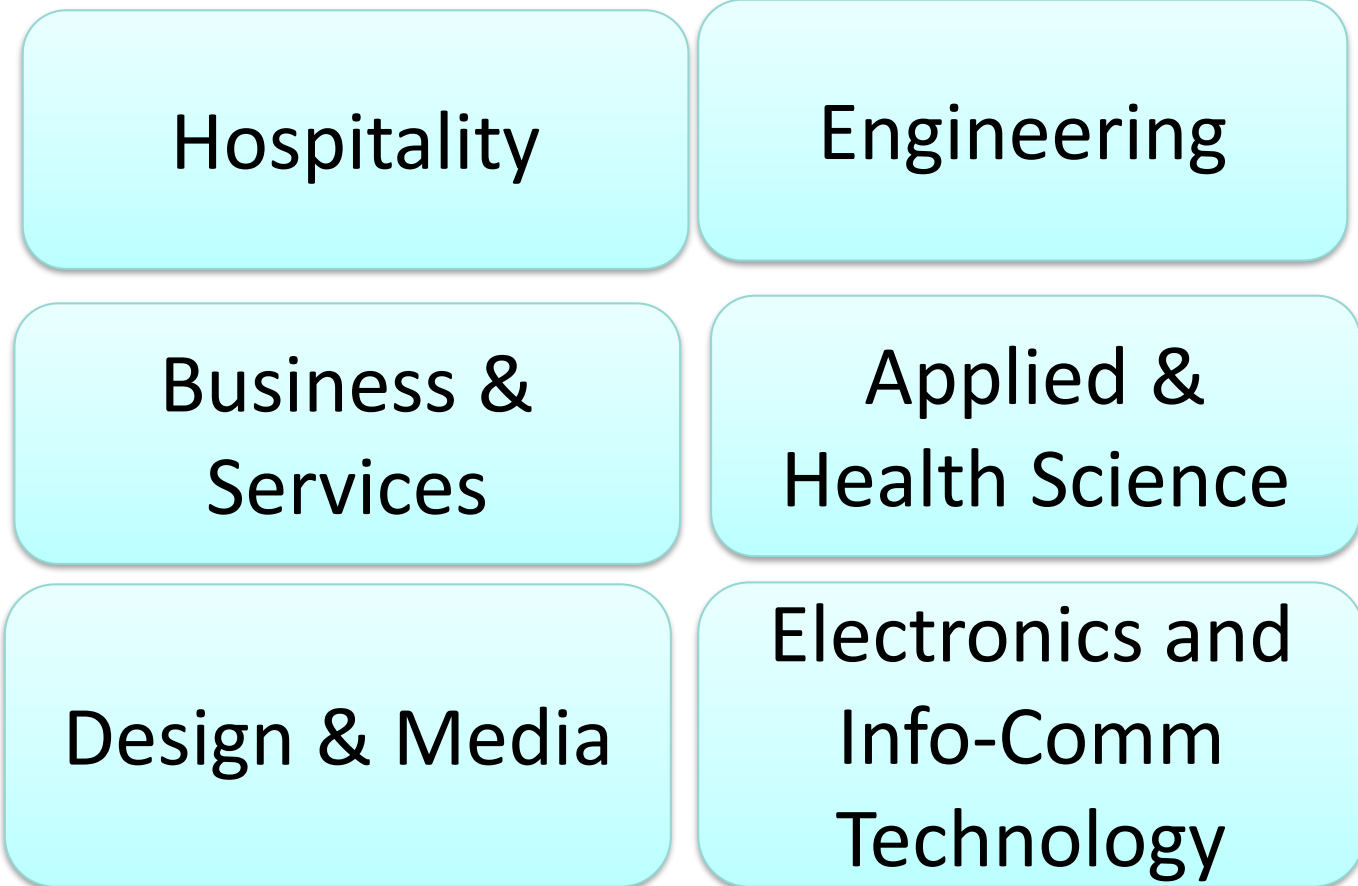 Hospitality
Engineering
Business &
Services
Applied &
Health Science
Design & Media
Electronics and
Info-Comm
Technology